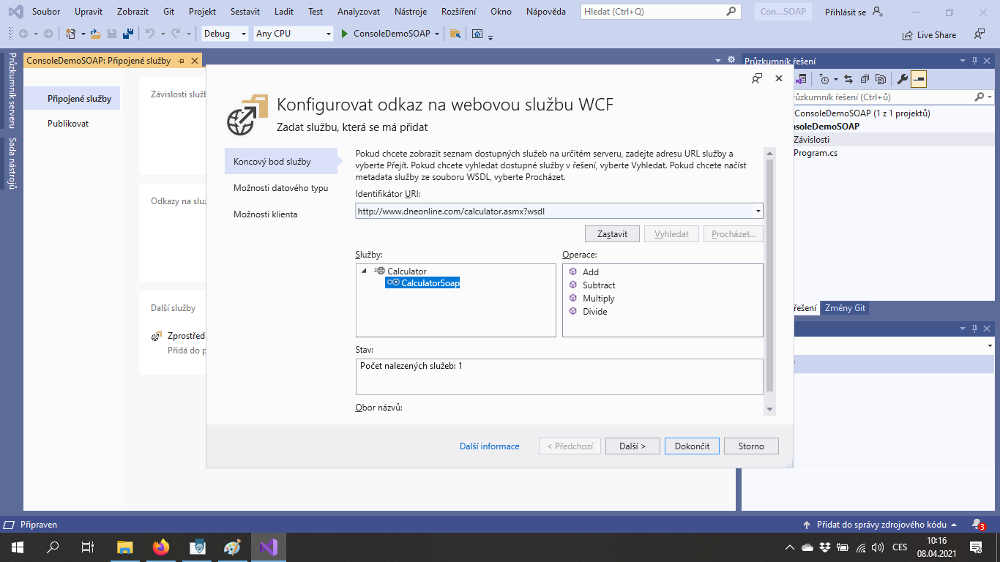 Soubor Upravit Zobrazit Git Projekt Sestavit Ladit Test Analyzovat Nástroje Rozšíření Okno Nápověda Hledat (Ctrl+Q) Con...SOAP Přihlásit se
Debug Any CPU ConsoleDemoSOAP Live Share
Průzkumník serveru
Sada nástrojů
ConsoleDemoSOAP: Připojené služby
Připojené služby
Publikovat
Závislosti služ
Odkazy na služ
Další služby
Zprostřed
Přidá do p
Konfigurovat odkaz na webovou službu WCF
Zadat službu, která se má přidat
Koncový bod služby
Možnosti datového typu
Možnosti klienta
Pokud chcete zobrazit seznam dostupných služeb na určitém serveru, zadejte adresu URL služby a
vyberte Přejít. Pokud chcete vyhledat dostupné služby v řešení, vyberte Vyhledat. Pokud chcete načíst
metadata služby ze souboru WSDL, vyberte Procházet.
Identifikátor URI:
http://www.dneonline.com/calculator.asmx?wsdl
Zastavit Vyhledat Procházet...
Služby:
Calculator
CalculatorSoap
Operace:
Add
Subtract
Multiply
Divide
Stav:
Počet nalezených služeb: 1
Obor názvů:
Další informace < Předchozí Další > Dokončit Storno
Průzkumník řešení
růzkumník řešení (Ctrl+ů)
ConsoleDemoSOAP (1 z 1 projektů)
nsoleDemoSOAP
Závislosti
Program.cs
řešení Změny Git
Připraven Přidat do správy zdrojového kódu 3
CES 10:16
08.04.2021